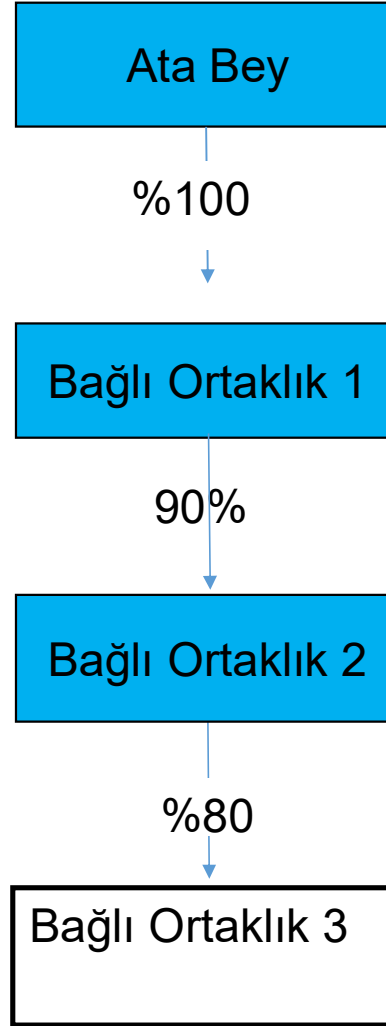 Ata Bey
%100
Bağlı Ortaklık 1
90%
Bağlı Ortaklık 2
%80
Bağlı Ortaklık 3